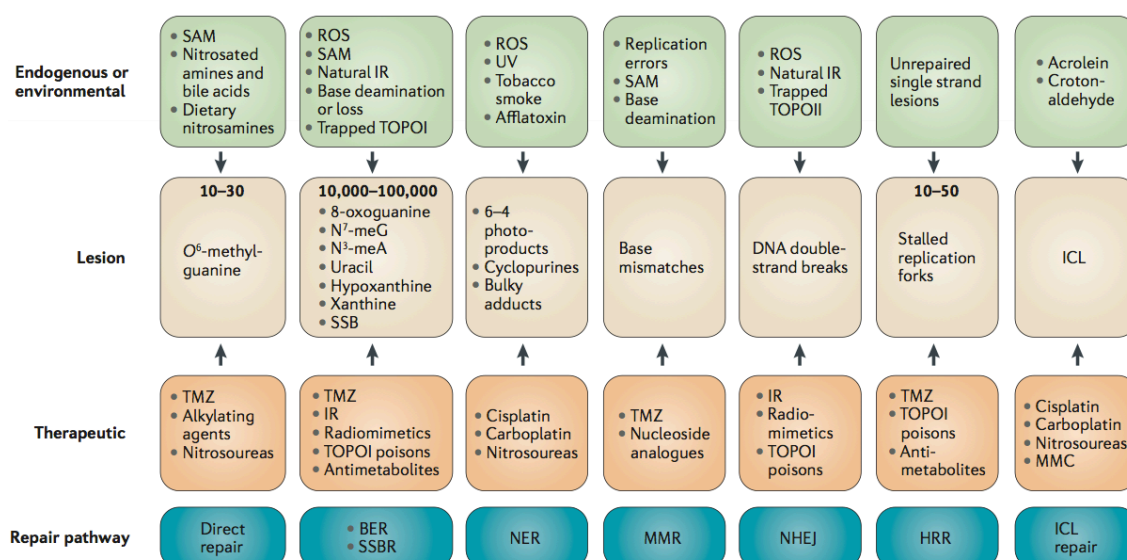 Endogenous or
environmental
• SAM
• Nitrosated
amines and
bile acids
• Dietary
nitrosamines
• ROS
• SAM
• Natural IR
• Base deamination
or loss
• Trapped TOPOI
• ROS
• UV
• Tobacco
smoke
• Afflatoxin
• Replication
errors
• SAM
• Base
deamination
• ROS
• Natural IR
• Trapped
TOPOII
Unrepaired
single strand
lesions
• Acrolein
• Croton-
aldehyde
Lesion
10–30
O⁶-methyl-
guanine
10,000–100,000
• 8-oxoguanine
• N⁷-meG
• N³-meA
• Uracil
• Hypoxanthine
• Xanthine
• SSB
• 6–4
photo-
products
• Cyclopurines
• Bulky
adducts
Base
mismatches
DNA double-
strand breaks
10–50
Stalled
replication
forks
ICL
Therapeutic
• TMZ
• Alkylating
agents
• Nitrosoureas
• TMZ
• IR
• Radiomimetics
• TOPOI poisons
• Antimetabolites
• Cisplatin
• Carboplatin
• Nitrosoureas
• TMZ
• Nucleoside
analogues
• IR
• Radio-
mimetics
• TOPOI
poisons
• TMZ
• TOPOI
poisons
• Anti-
metabolites
• Cisplatin
• Carboplatin
• Nitrosoureas
• MMC
Repair pathway
Direct
repair
• BER
• SSBR
NER
MMR
NHEJ
HRR
ICL
repair